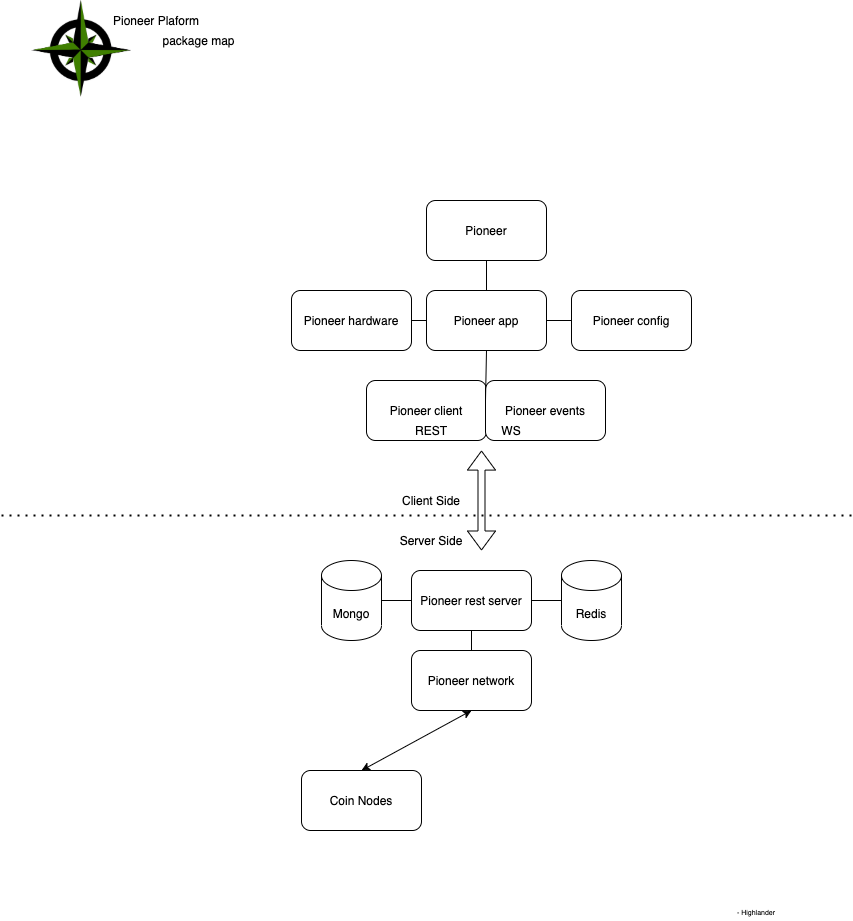 Pioneer Plaform
package map
Pioneer
Pioneer hardware
Pioneer app
Pioneer config
Pioneer client
REST
Pioneer events
WS
Client Side
Server Side
Mongo
Pioneer rest server
Redis
Pioneer network
Coin Nodes
- Highlander